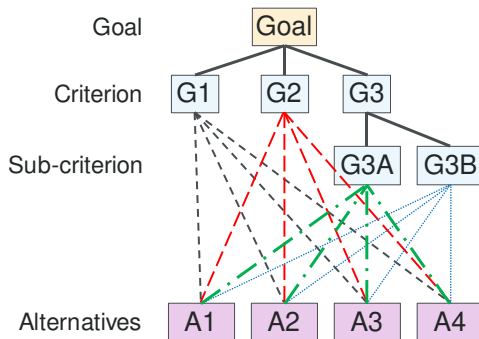 Goal Goal
Criterion G1 G2 G3
Sub-criterion G3A G3B
Alternatives A1 A2 A3 A4